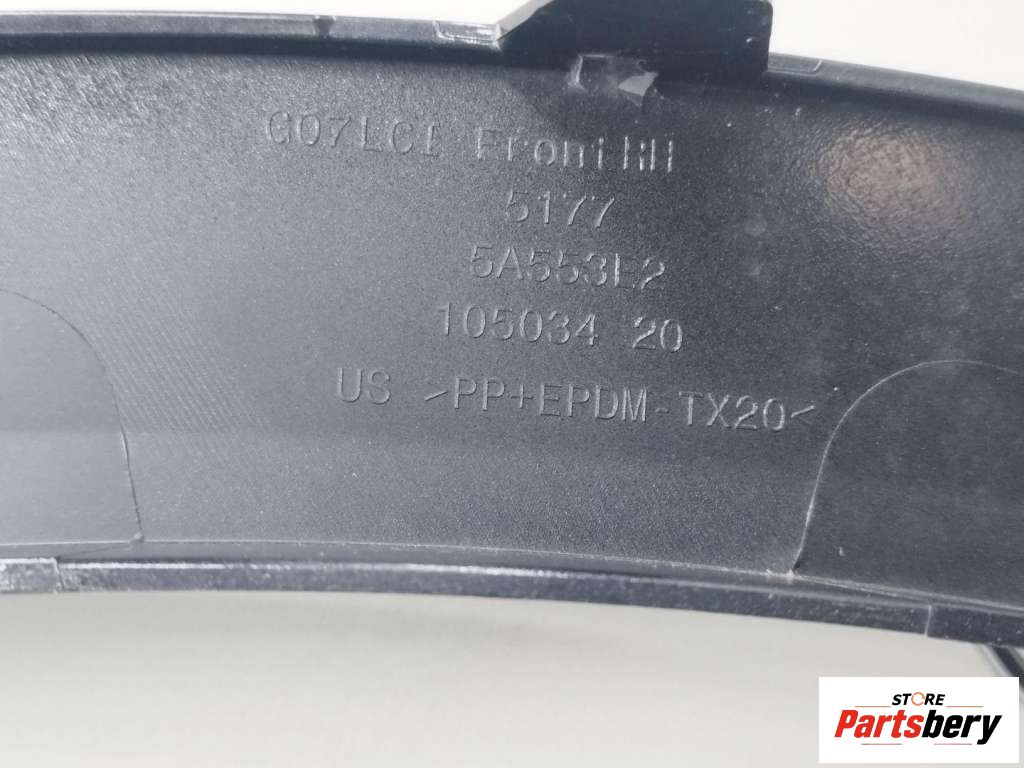 G07LCI Front RH
5177
5A553E2
105034 20
US >PP+EPDM-TX20<
STORE
Partsbery